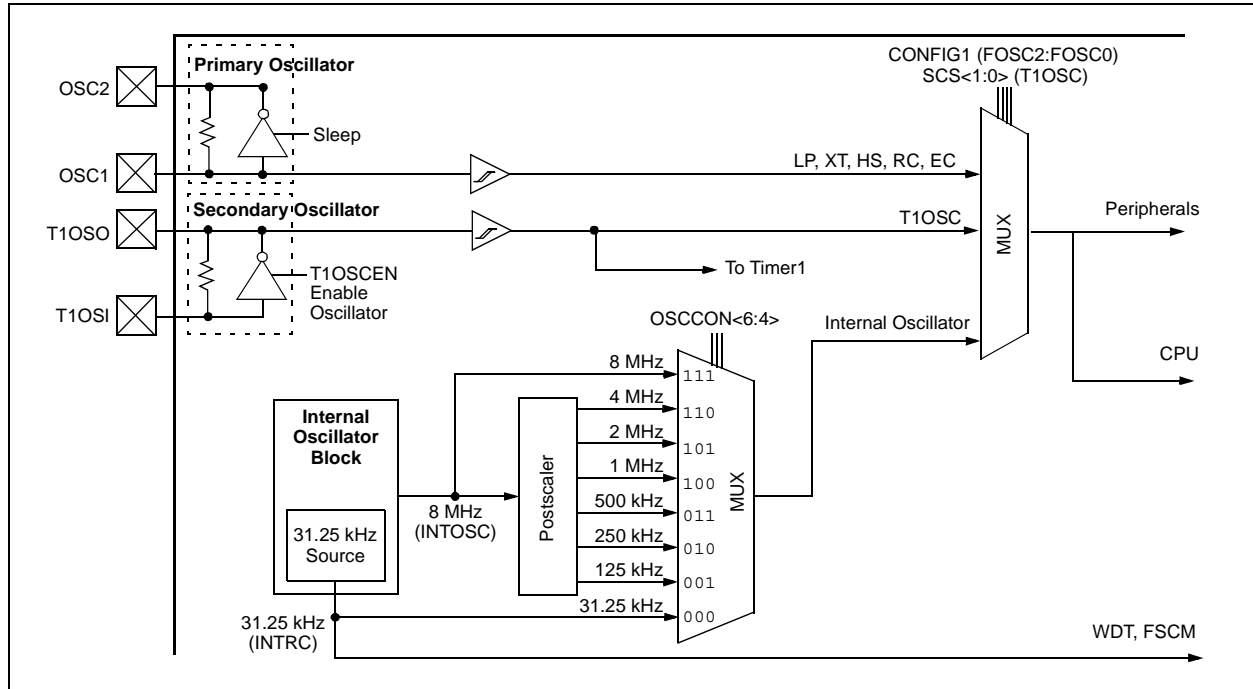 CONFIG1 (FOSC2:FOSC0)
SCS<1:0> (T1OSC)
Primary Oscillator
OSC2
Sleep
OSC1
LP, XT, HS, RC, EC
Secondary Oscillator
T1OSO
T1OSC
Peripherals
MUX
To Timer1
T1OSCEN
Enable
Oscillator
T1OSI
OSCCON<6:4>
Internal Oscillator
CPU
8 MHz
111
4 MHz
110
Internal
Oscillator
Block
2 MHz
101
1 MHz
100
Postscaler
MUX
8 MHz
(INTOSC)
500 kHz
011
31.25 kHz
Source
250 kHz
010
125 kHz
001
31.25 kHz
000
31.25 kHz
(INTRC)
WDT, FSCM